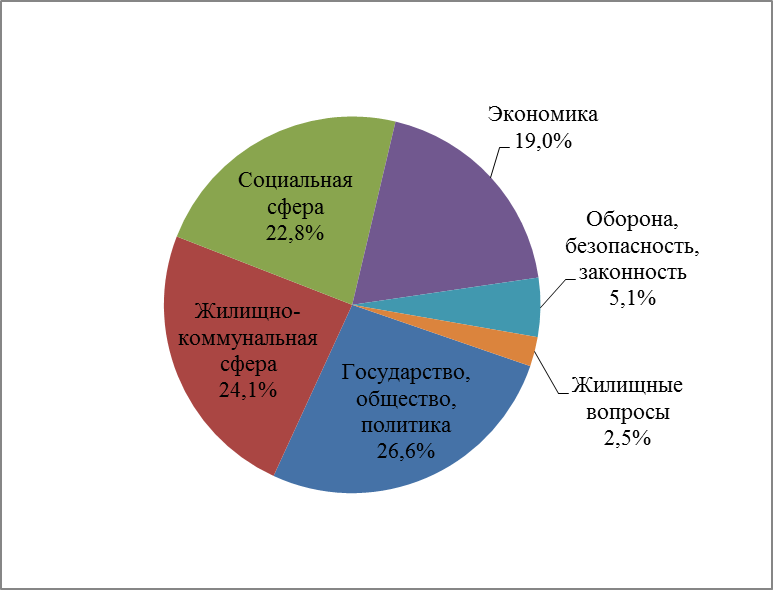 Экономика
19,0%
Социальная
сфера
22,8%
Оборона,
безопасность,
законность
5,1%
Жилищно-
коммунальная
сфера
24,1%
Государство,
общество,
политика
26,6%
Жилищные
вопросы
2,5%